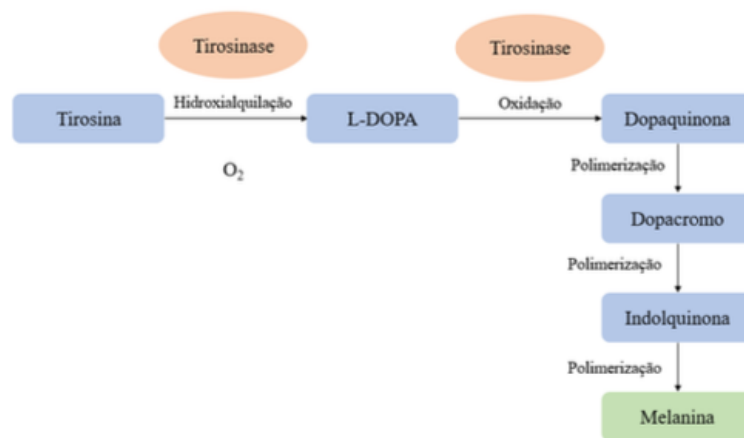 Tirosinase
Tirosinase
Tirosina
Hidroxialquilação
L-DOPA
Oxidação
Dopaquinona
O₂
Polimerização
Dopacromo
Polimerização
Indolquinona
Polimerização
Melanina